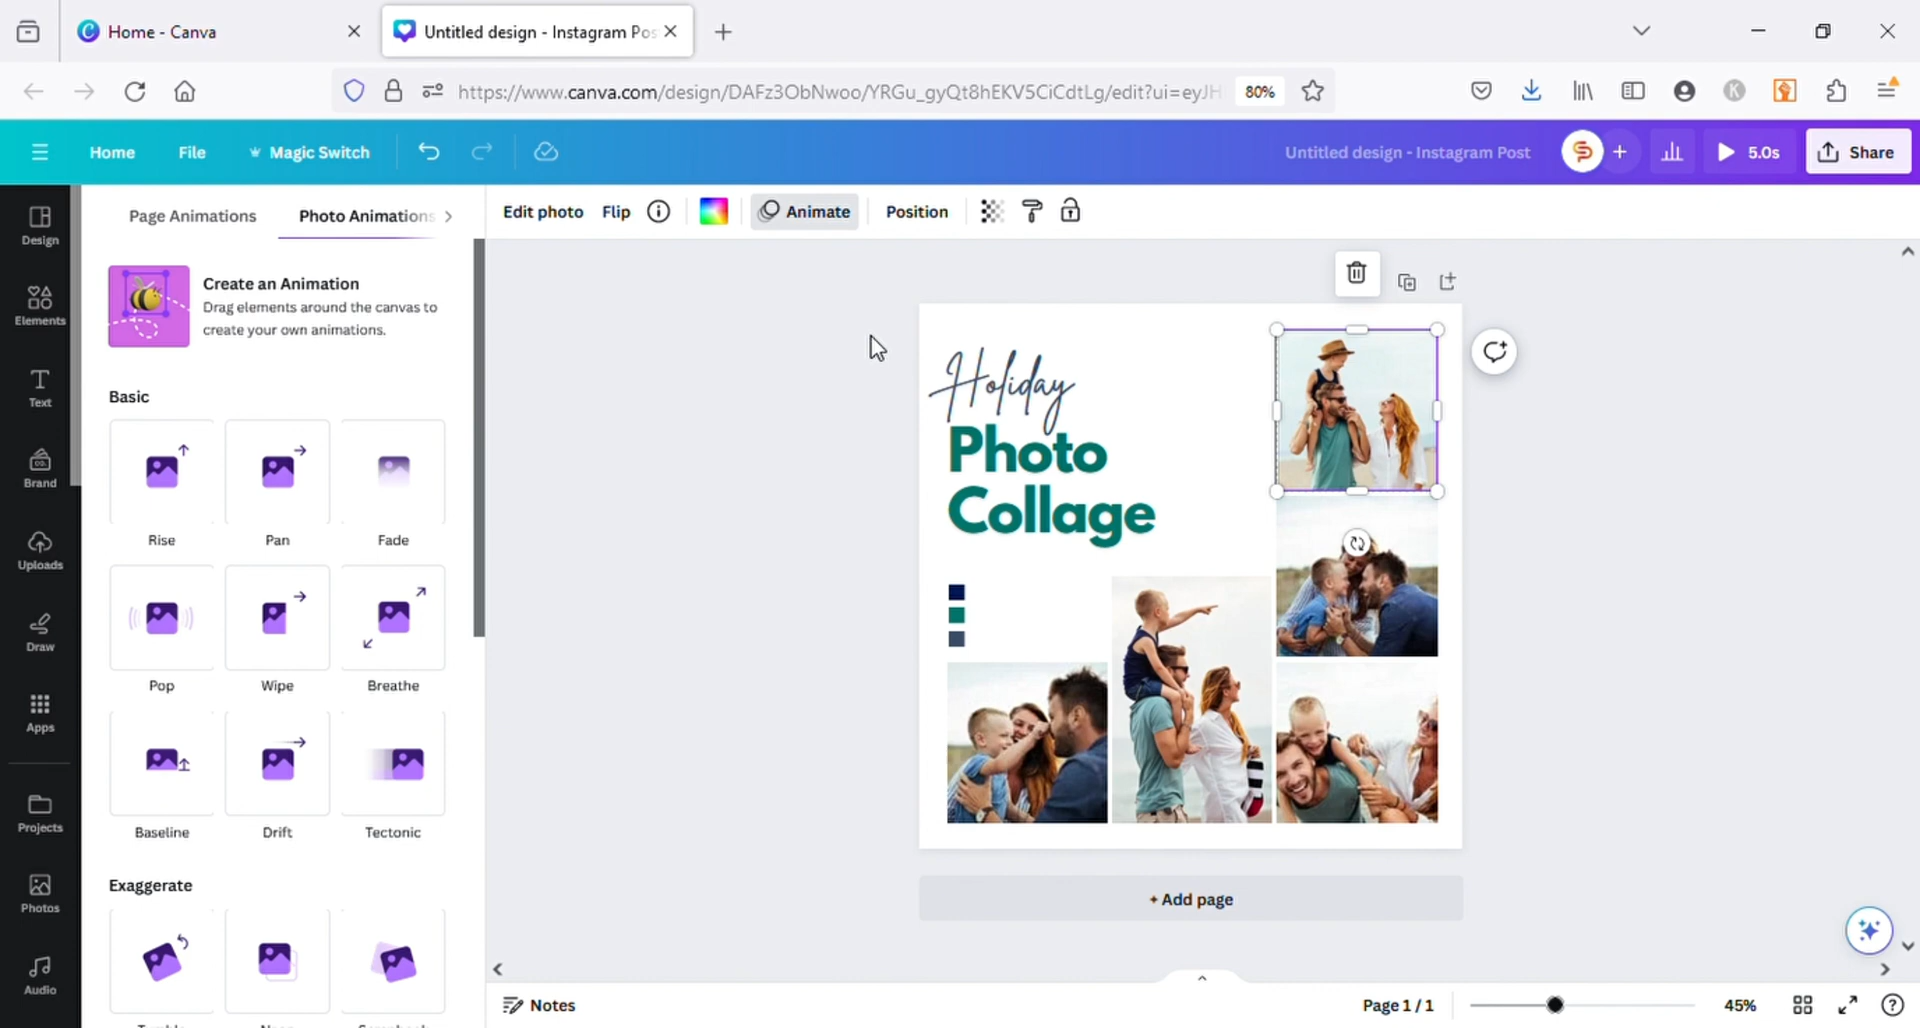 Home - Canva
Untitled design - Instagram Pos
https://www.canva.com/design/DAFz3ObNwoo/YRGu_gyQt8hEKV5CiCdtLg/edit?ui=eyJH
80%
K
Home
File
Magic Switch
Untitled design - Instagram Post
5.0s
Share
Design
Elements
Text
Brand
Uploads
Draw
Apps
Projects
Photos
Audio
Page Animations
Photo Animations
Create an Animation
Drag elements around the canvas to
create your own animations.
Basic
Rise
Pan
Fade
Pop
Wipe
Breathe
Baseline
Drift
Tectonic
Exaggerate
Edit photo
Flip
Animate
Position
Holiday
Photo
Collage
+ Add page
Notes
Page 1 / 1
45%